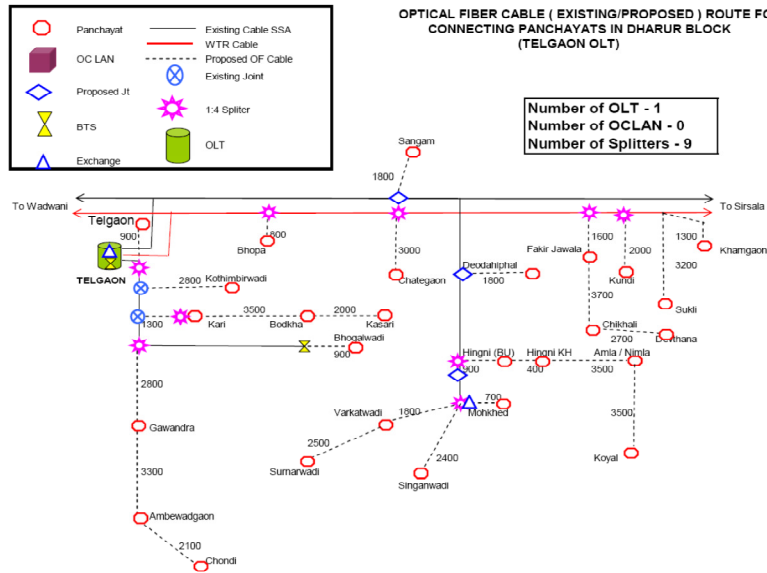 OPTICAL FIBER CABLE ( EXISTING/PROPOSED ) ROUTE FO
CONNECTING PANCHAYATS IN DHARUR BLOCK
(TELGAON OLT)
Panchayat
Existing Cable SSA
WTR Cable
OC LAN
Proposed OF Cable
Existing Joint
Proposed Jt
1:4 Spliter
BTS
OLT
Exchange
Number of OLT - 1
Number of OCLAN - 0
Number of Splitters - 9
Sangam
1800
To Wadwani
To Sirsala
Telgaon
900
800
3000
1600
2000
1300
Khamgaon
3200
Bhopa
Fakir Jawala
Deodahiphal
1800
TELGAON
Kothimbirwadi
2800
Chategaon
Kundi
3700
Sukli
3500
2000
1300
Kari
Bodkha
Kasari
Chikhali
2700
Devthana
Bhogalwadi
900
Hingni (BU)
Hingni KH
Amla / Nimla
900
400
3500
2800
700
Mohkhed
Varkatwadi
1800
3500
Gawandra
2500
2400
Sumarwadi
Singanwadi
Koyal
3300
Ambewadgaon
2100
Chondi